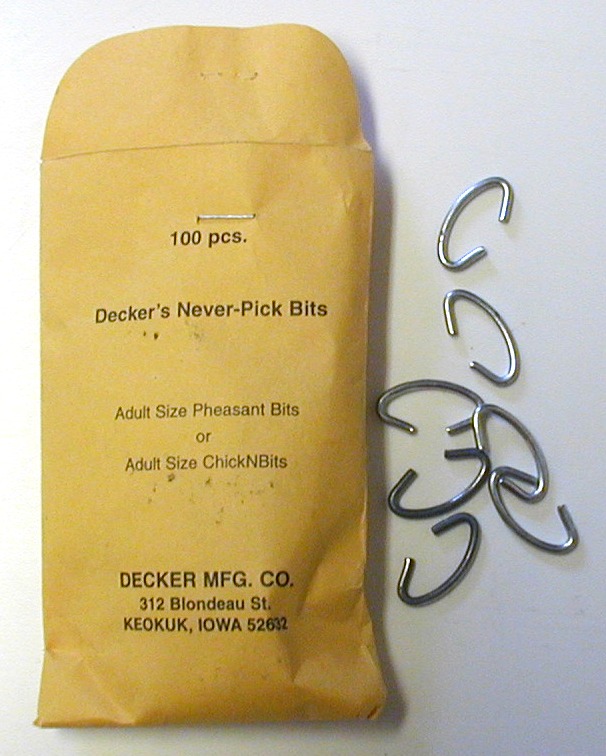 100 pcs.
Decker's Never-Pick Bits
Adult Size Pheasant Bits
or
Adult Size ChickNBits
DECKER MFG. CO.
312 Blondeau St.
KEOKUK, IOWA 52632